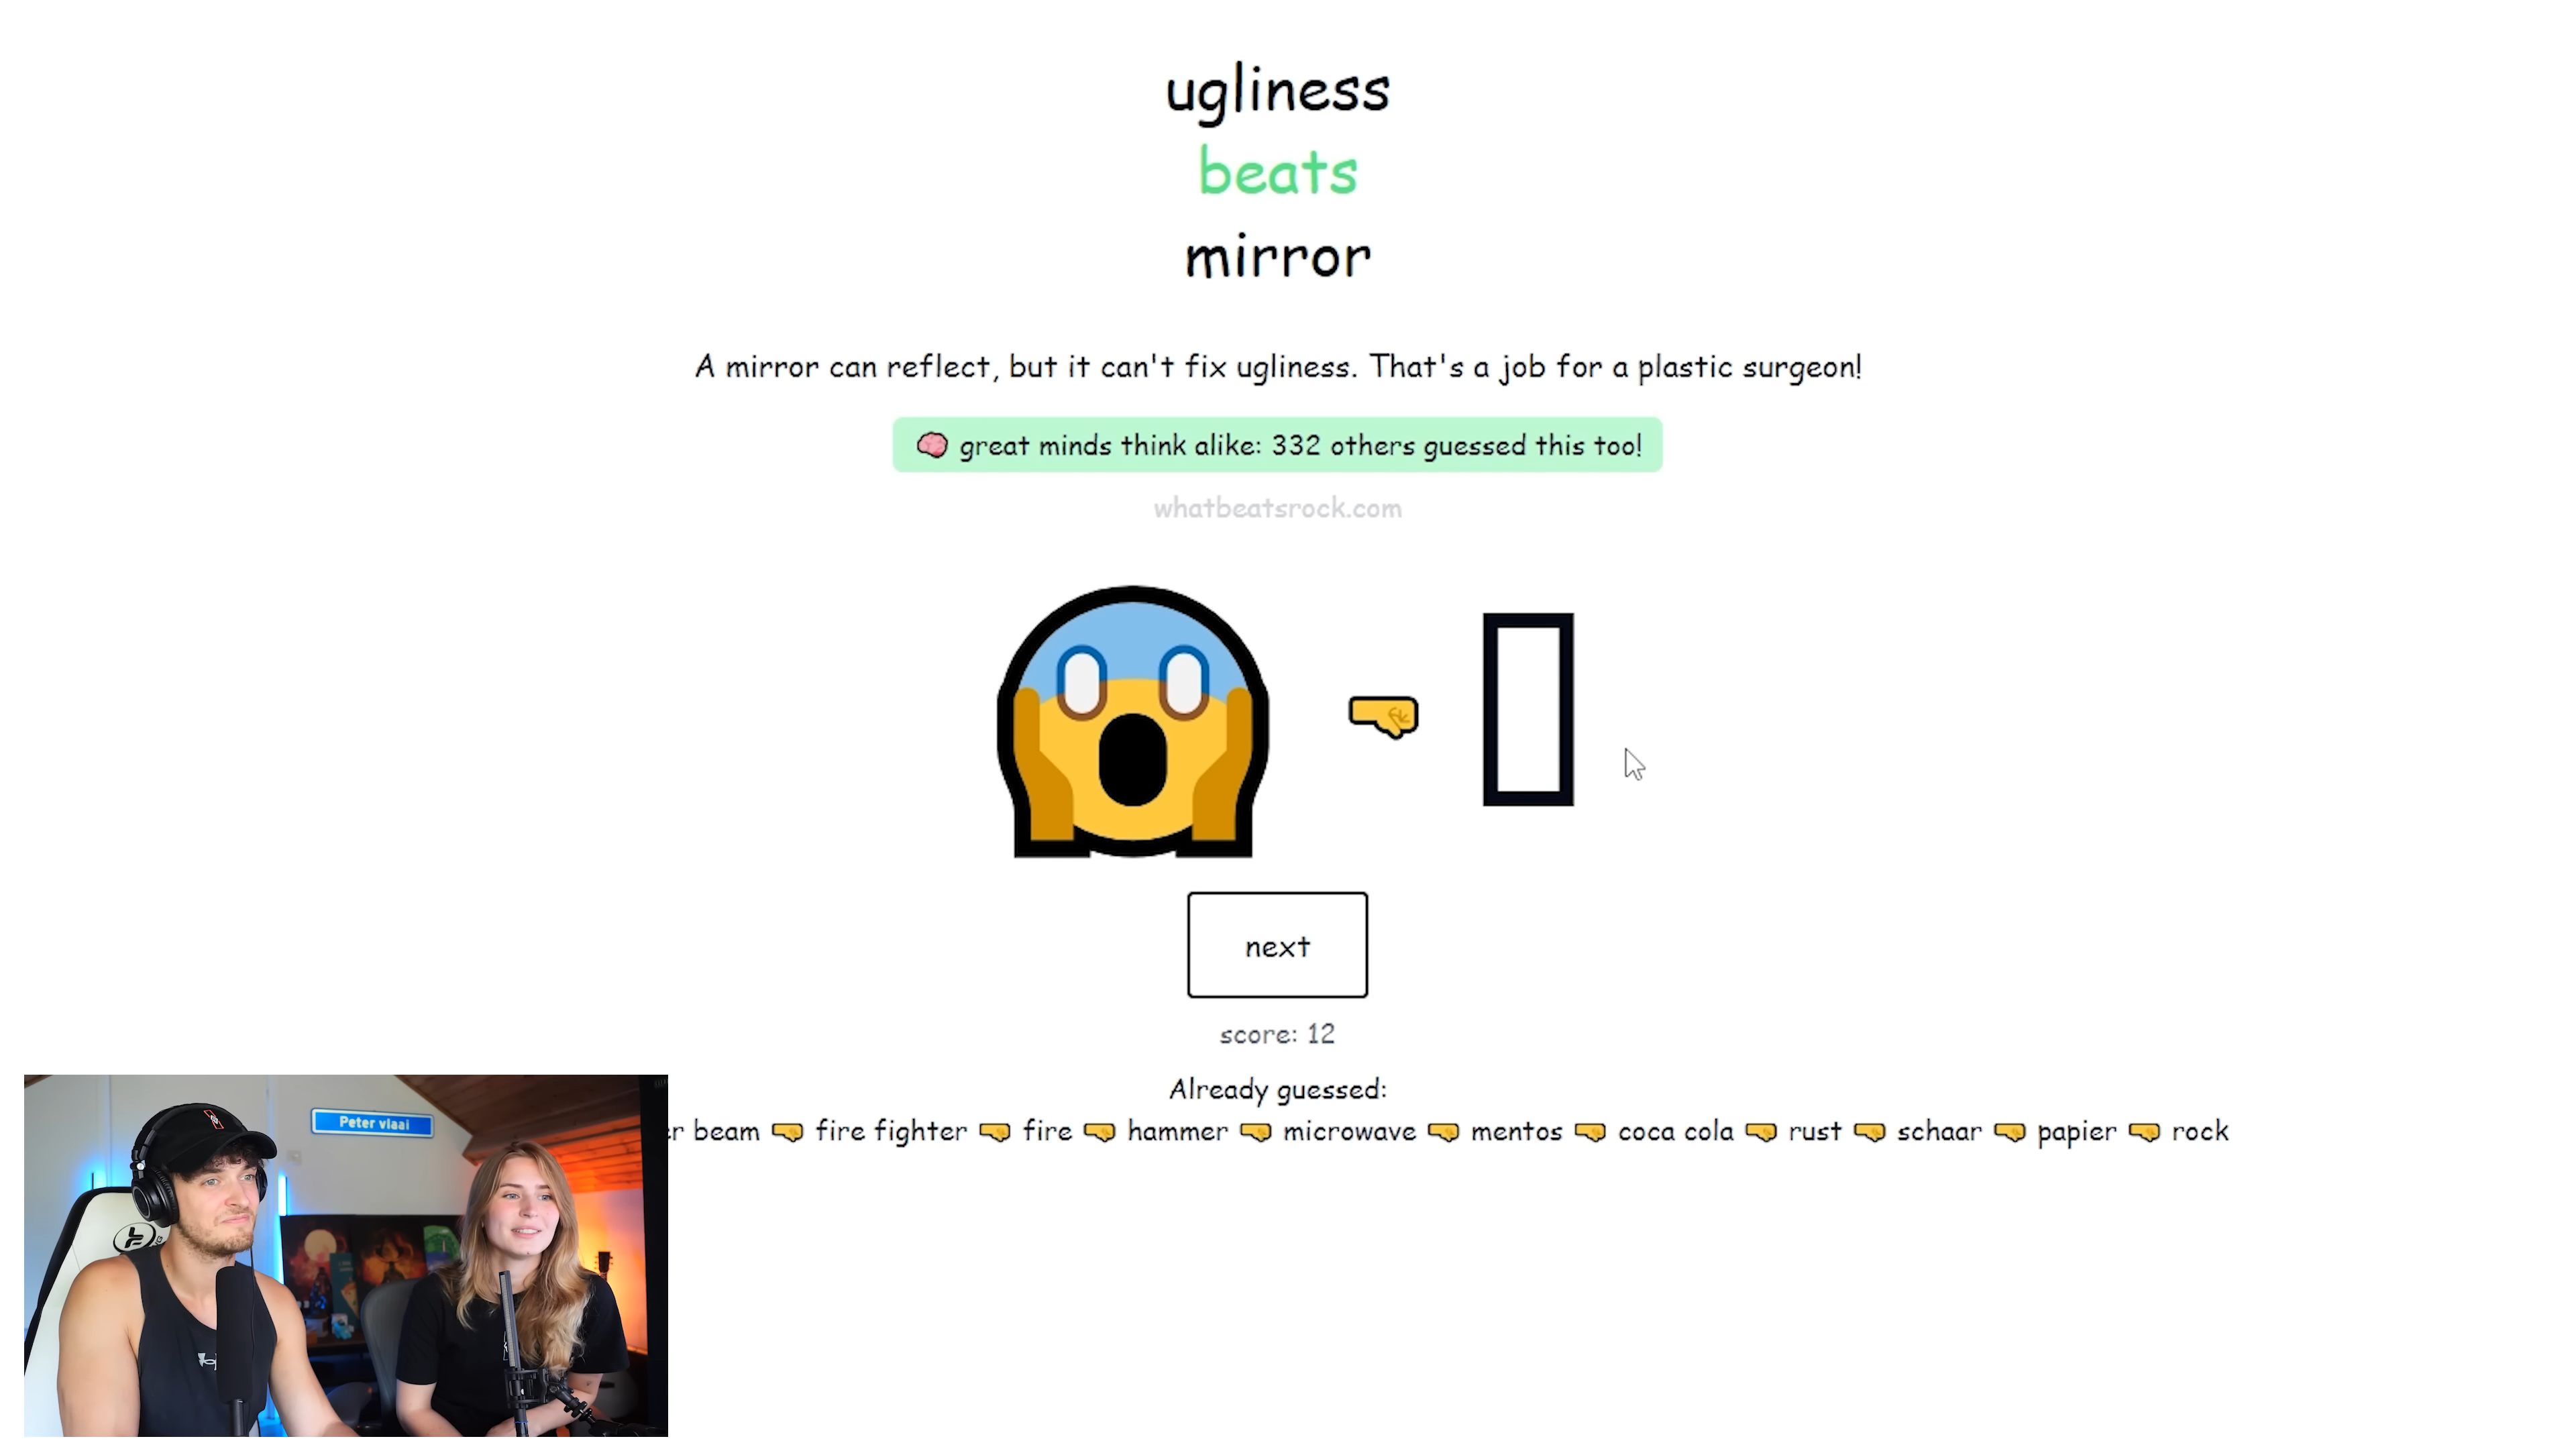 ugliness
beats
mirror
A mirror can reflect, but it can't fix ugliness. That's a job for a plastic surgeon!
🧠 great minds think alike: 332 others guessed this too!
whatbeatsrock.com
next
score: 12
Already guessed:
beam 🤜 fire fighter 🤜 fire 🤜 hammer 🤜 microwave 🤜 mentos 🤜 coca cola 🤜 rust 🤜 schaar 🤜 papier 🤜 rock
Peter vlaai